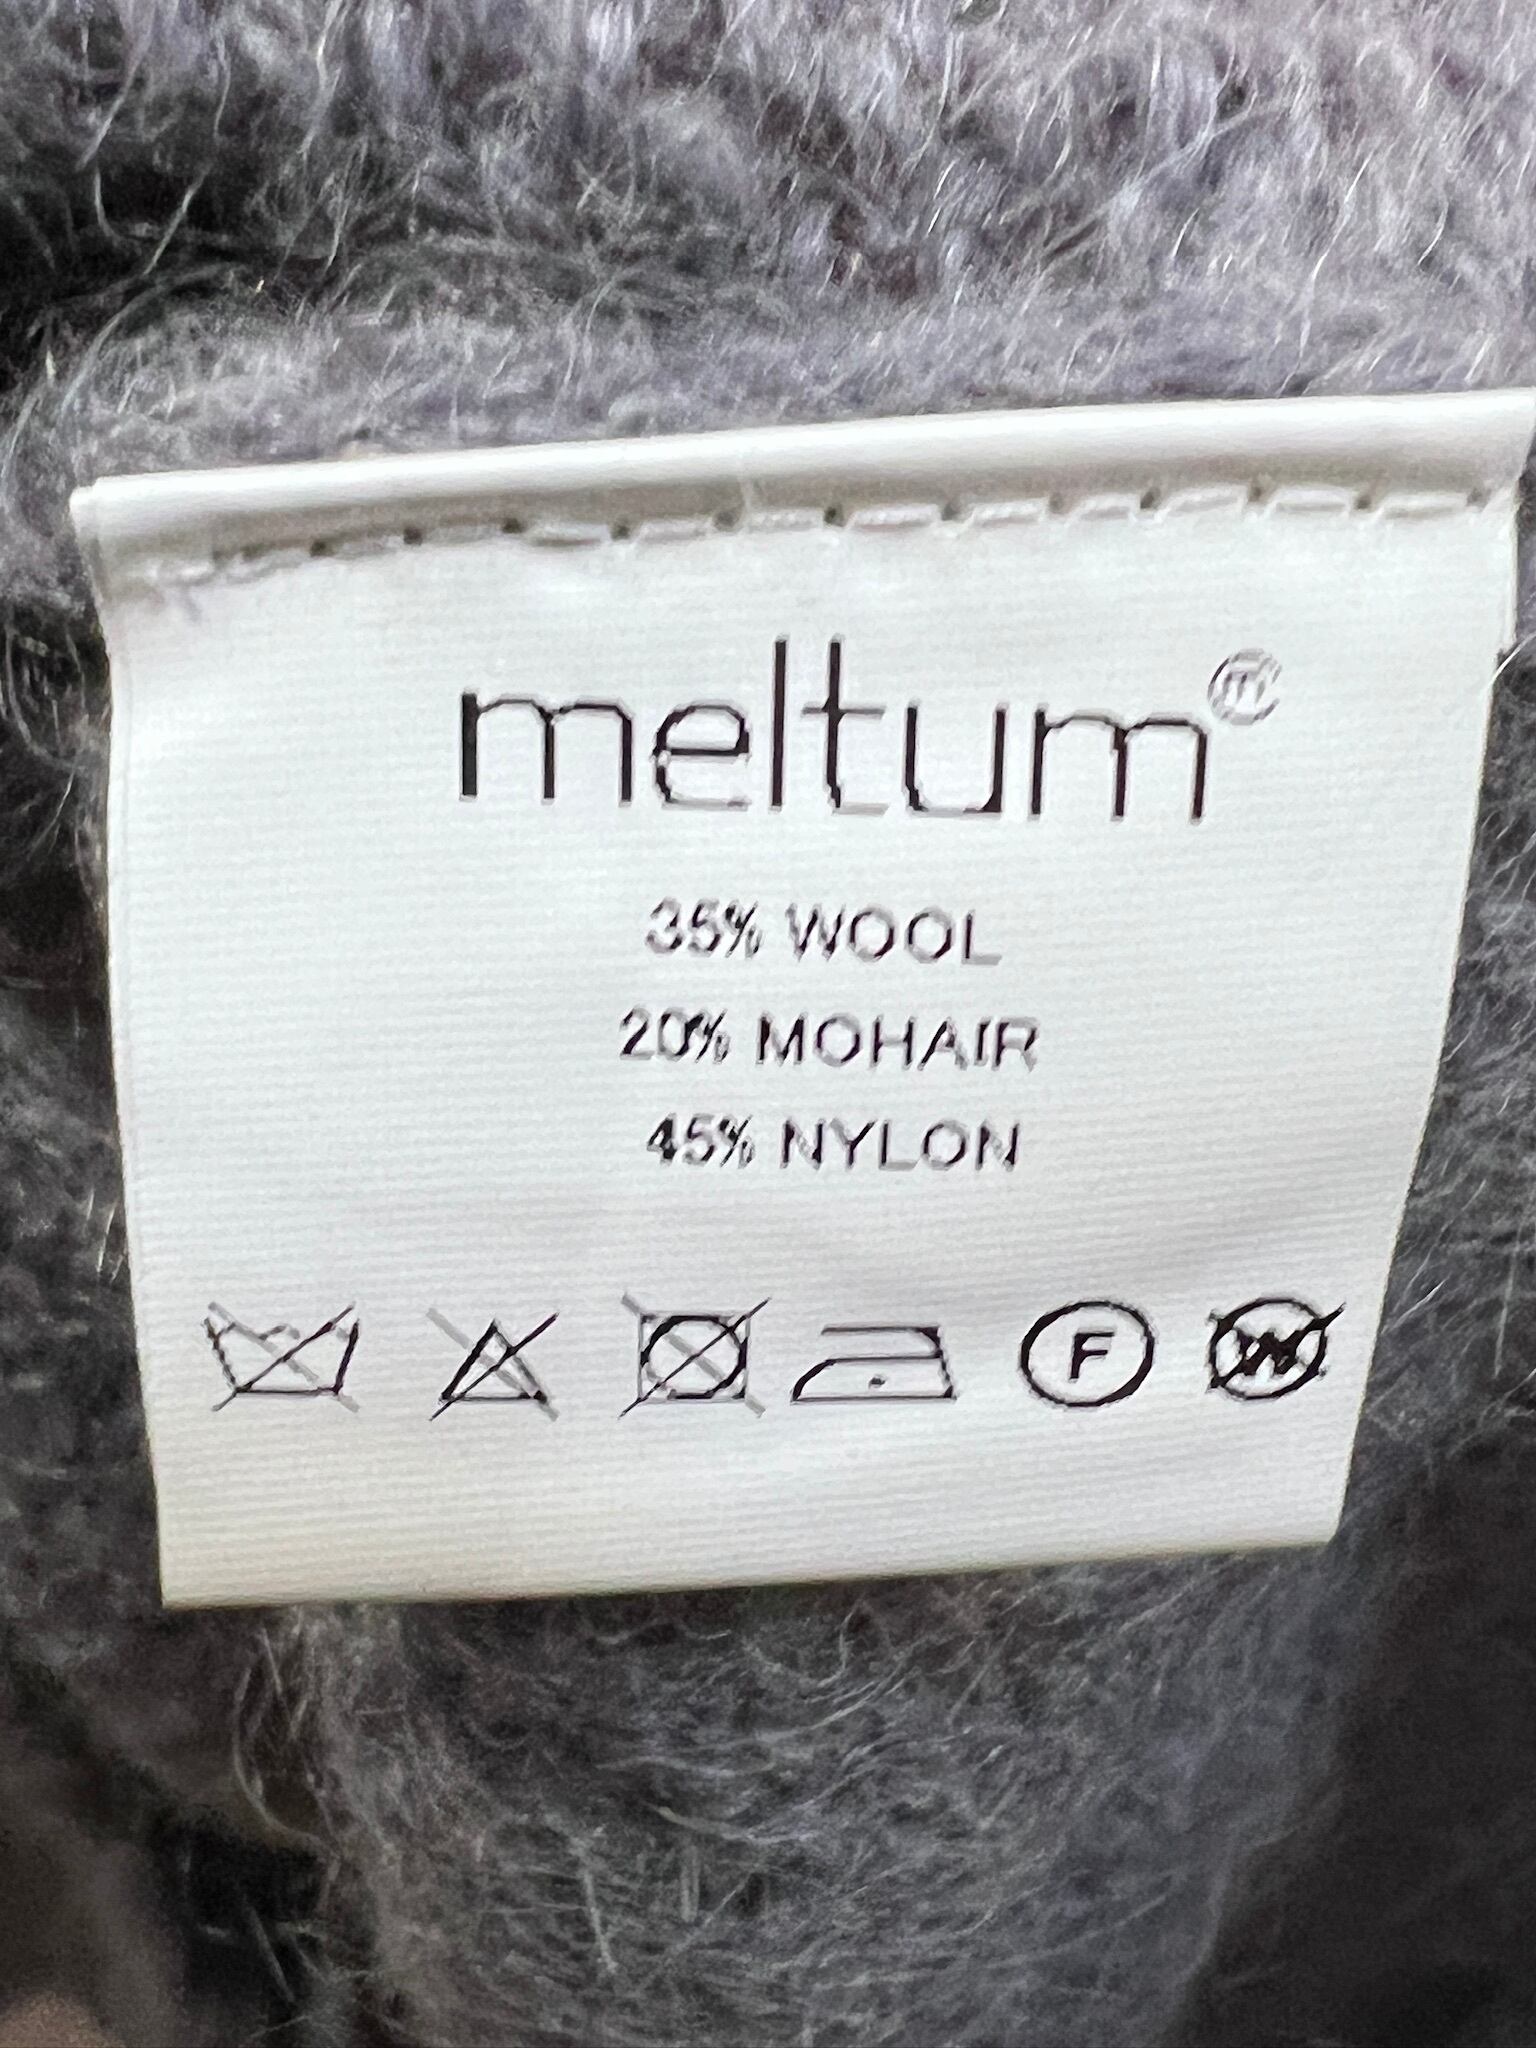 meltum®
35% WOOL
20% MOHAIR
45% NYLON
F W